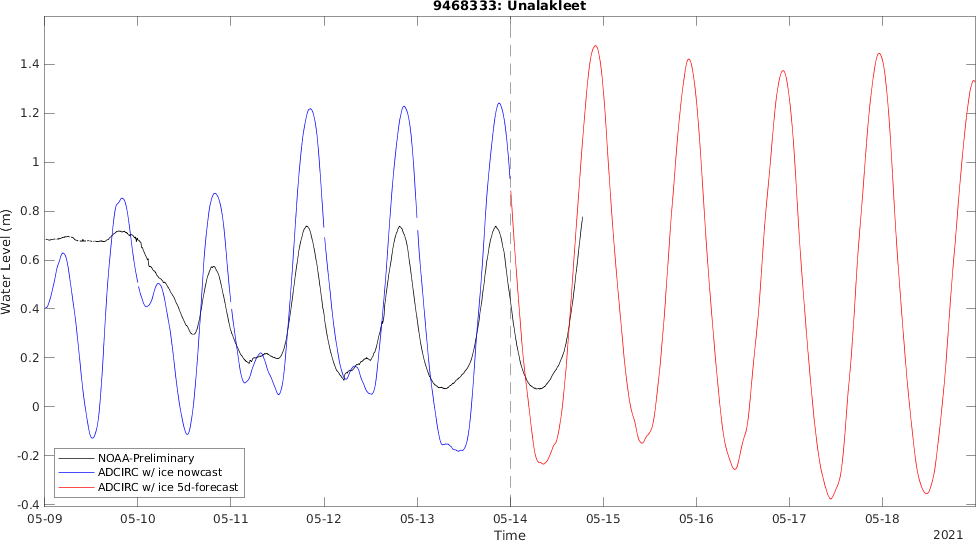 9468333: Unalakleet
Water Level (m)
1.4
1.2
1
0.8
0.6
0.4
0.2
0
-0.2
-0.4
NOAA-Preliminary
ADCIRC w/ ice nowcast
ADCIRC w/ ice 5d-forecast
05-09 05-10 05-11 05-12 05-13 05-14 05-15 05-16 05-17 05-18
Time
2021